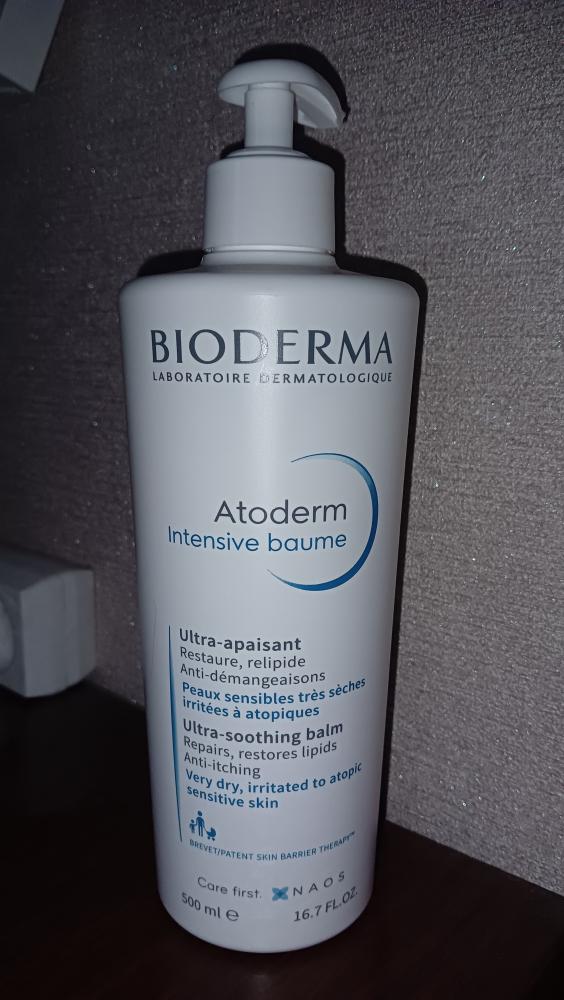 BIODERMA
LABORATOIRE DERMATOLOGIQUE
Atoderm
Intensive baume
Ultra-apaisant
Restaure, relipide
Anti-démangeaisons
Peaux sensibles très sèches
irritées à atopiques
Ultra-soothing balm
Repairs, restores lipids
Anti-itching
Very dry, irritated to atopic
sensitive skin
BREVET/PATENT SKIN BARRIER THERAPY™
Care first. NAOS
500 ml ℮ 16.7 FL.OZ.